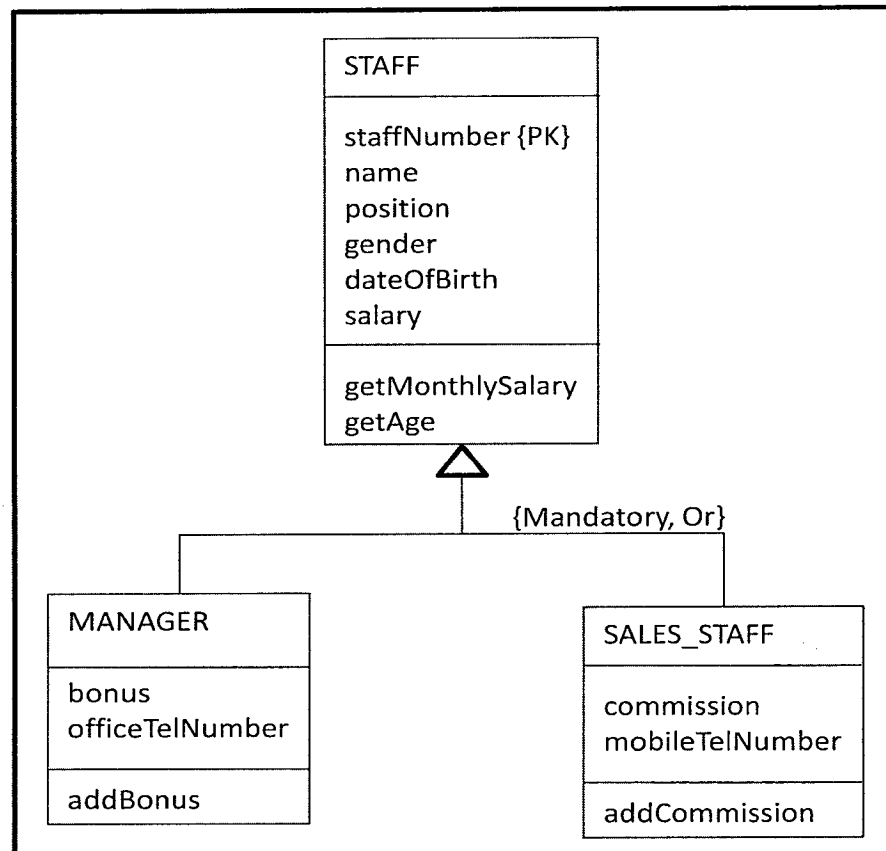 STAFF
staffNumber {PK}
name
position
gender
dateOfBirth
salary
getMonthlySalary
getAge
{Mandatory, Or}
MANAGER
bonus
officeTelNumber
addBonus
SALES_STAFF
commission
mobileTelNumber
addCommission